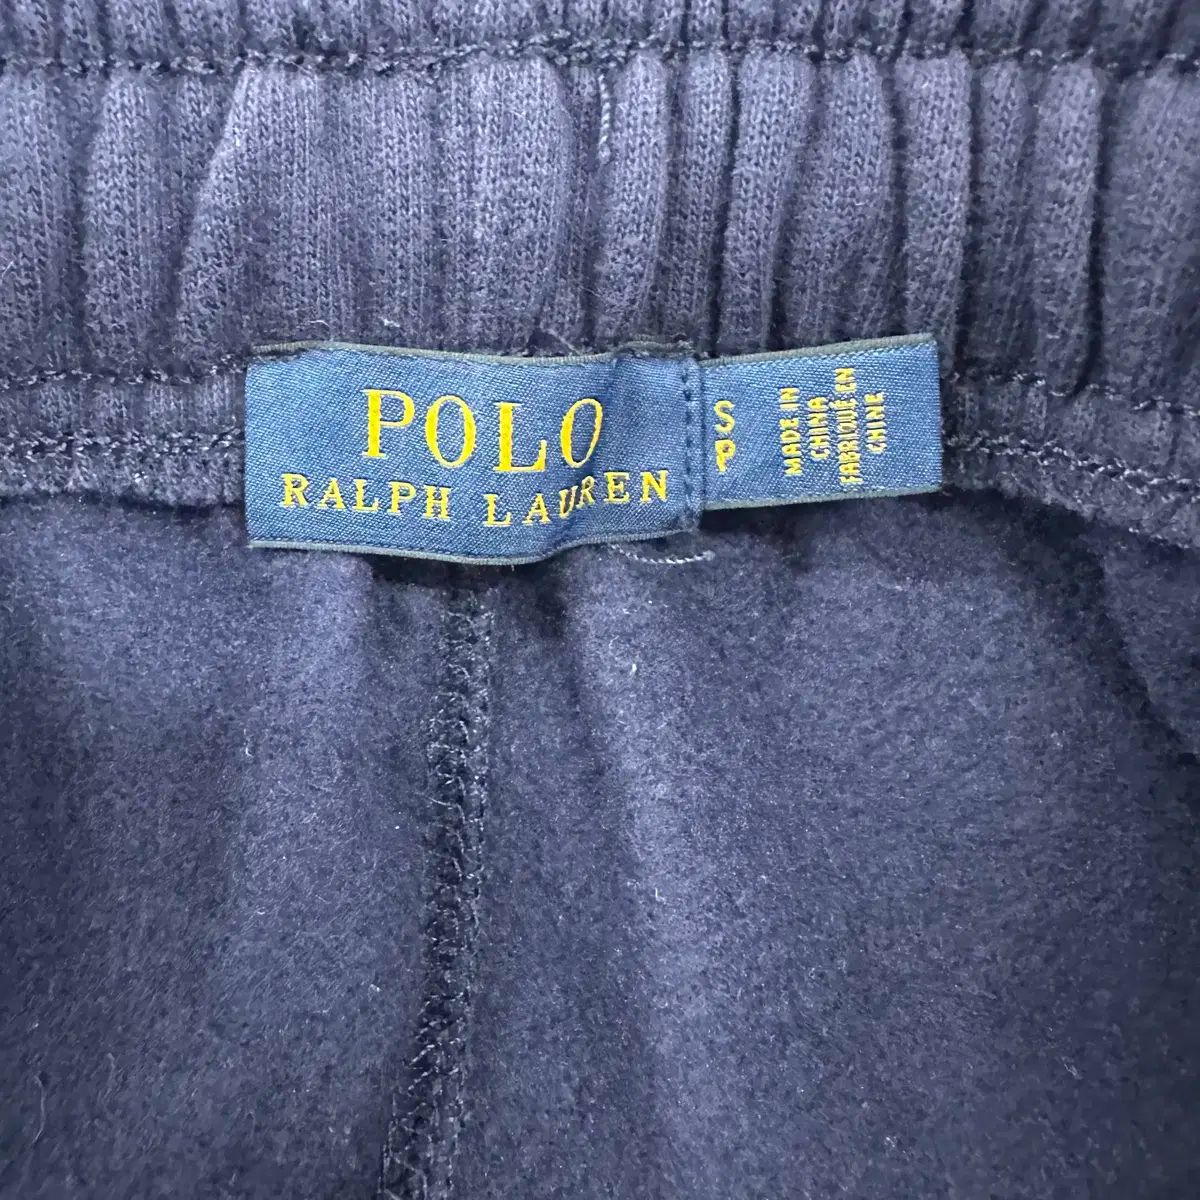 POLO
RALPH LAUREN
S
P
MADE IN
CHINA
FABRIQUÉ EN
CHINE